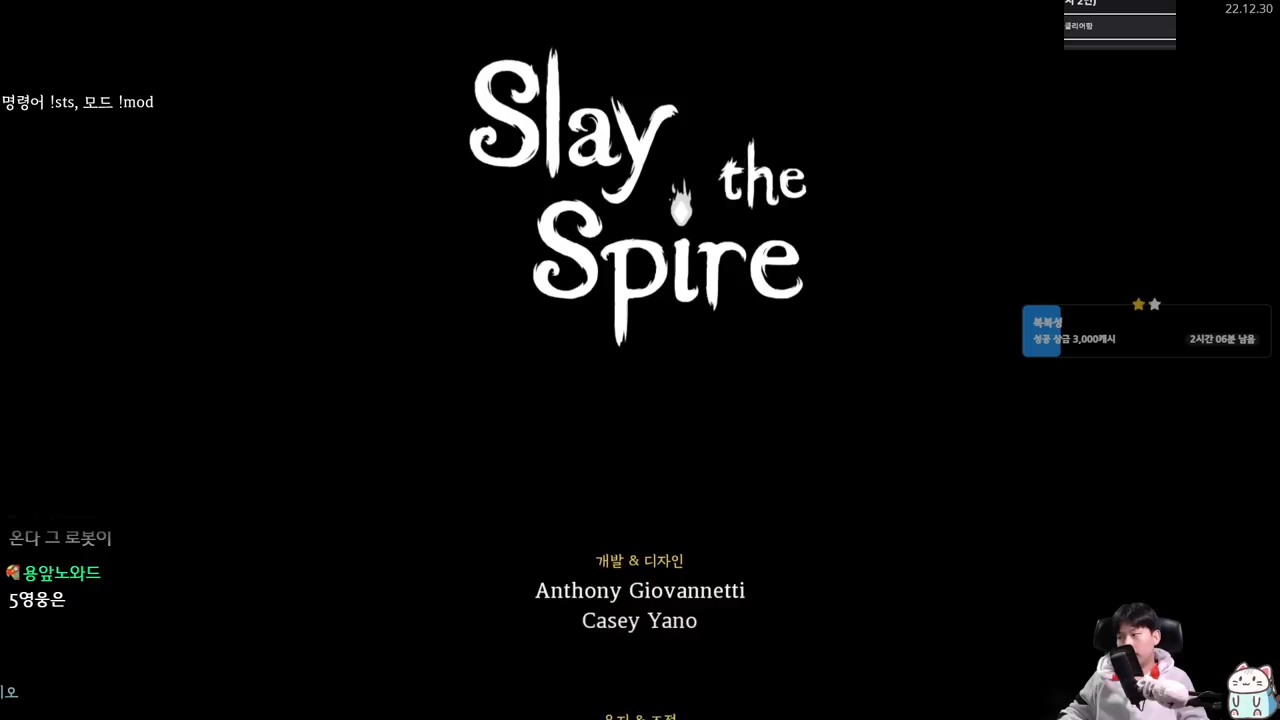 22.12.30
클리어함
명령어 !sts, 모드 !mod
Slay
the
Spire
복복성
성공 상금 3,000캐시
2시간 06분 남음
온다 그 로봇이
용앞노와드
5영웅은
개발 & 디자인
Anthony Giovannetti
Casey Yano